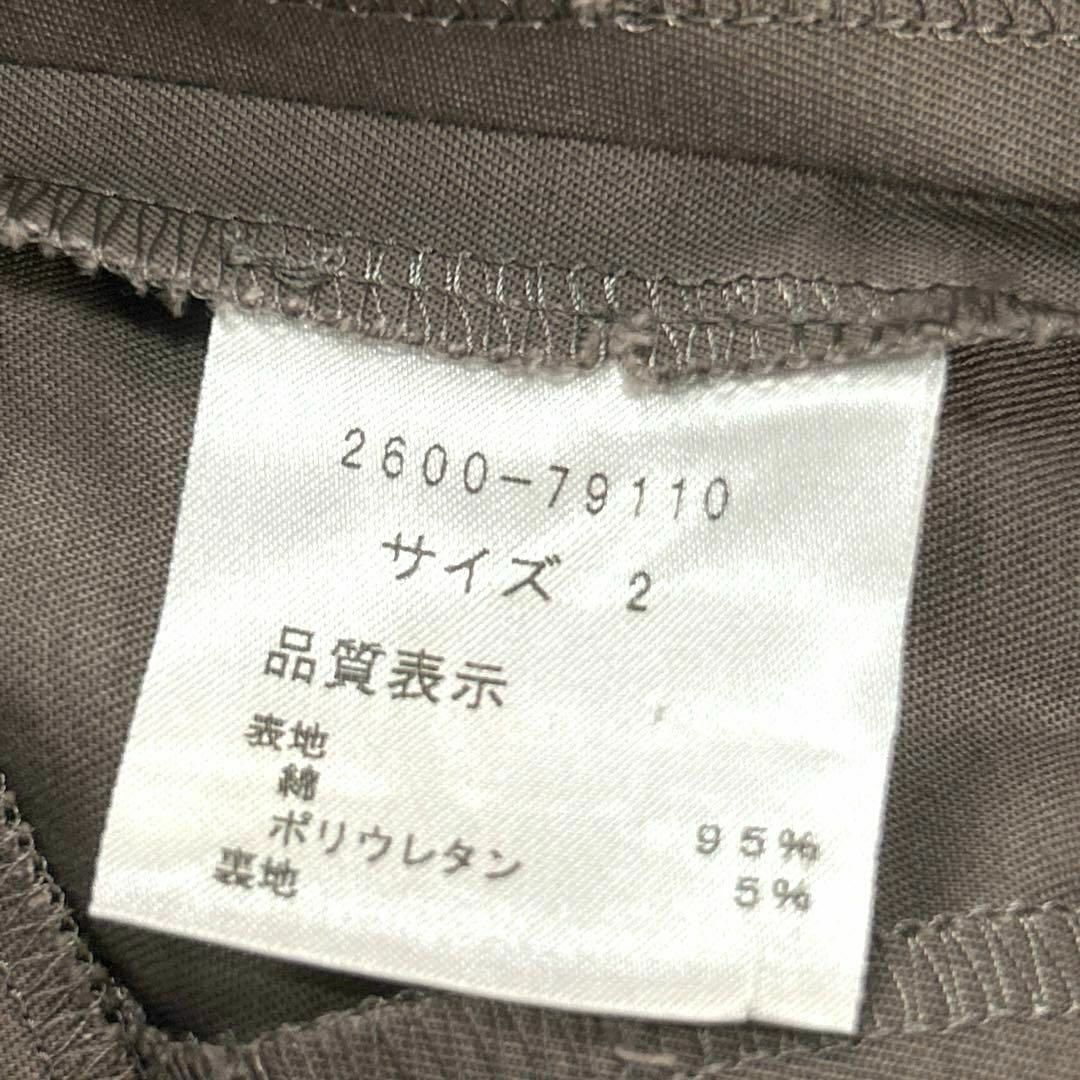 2600-79110
サイズ 2
品質表示
表地
綿 95%
ポリウレタン 5%
裏地